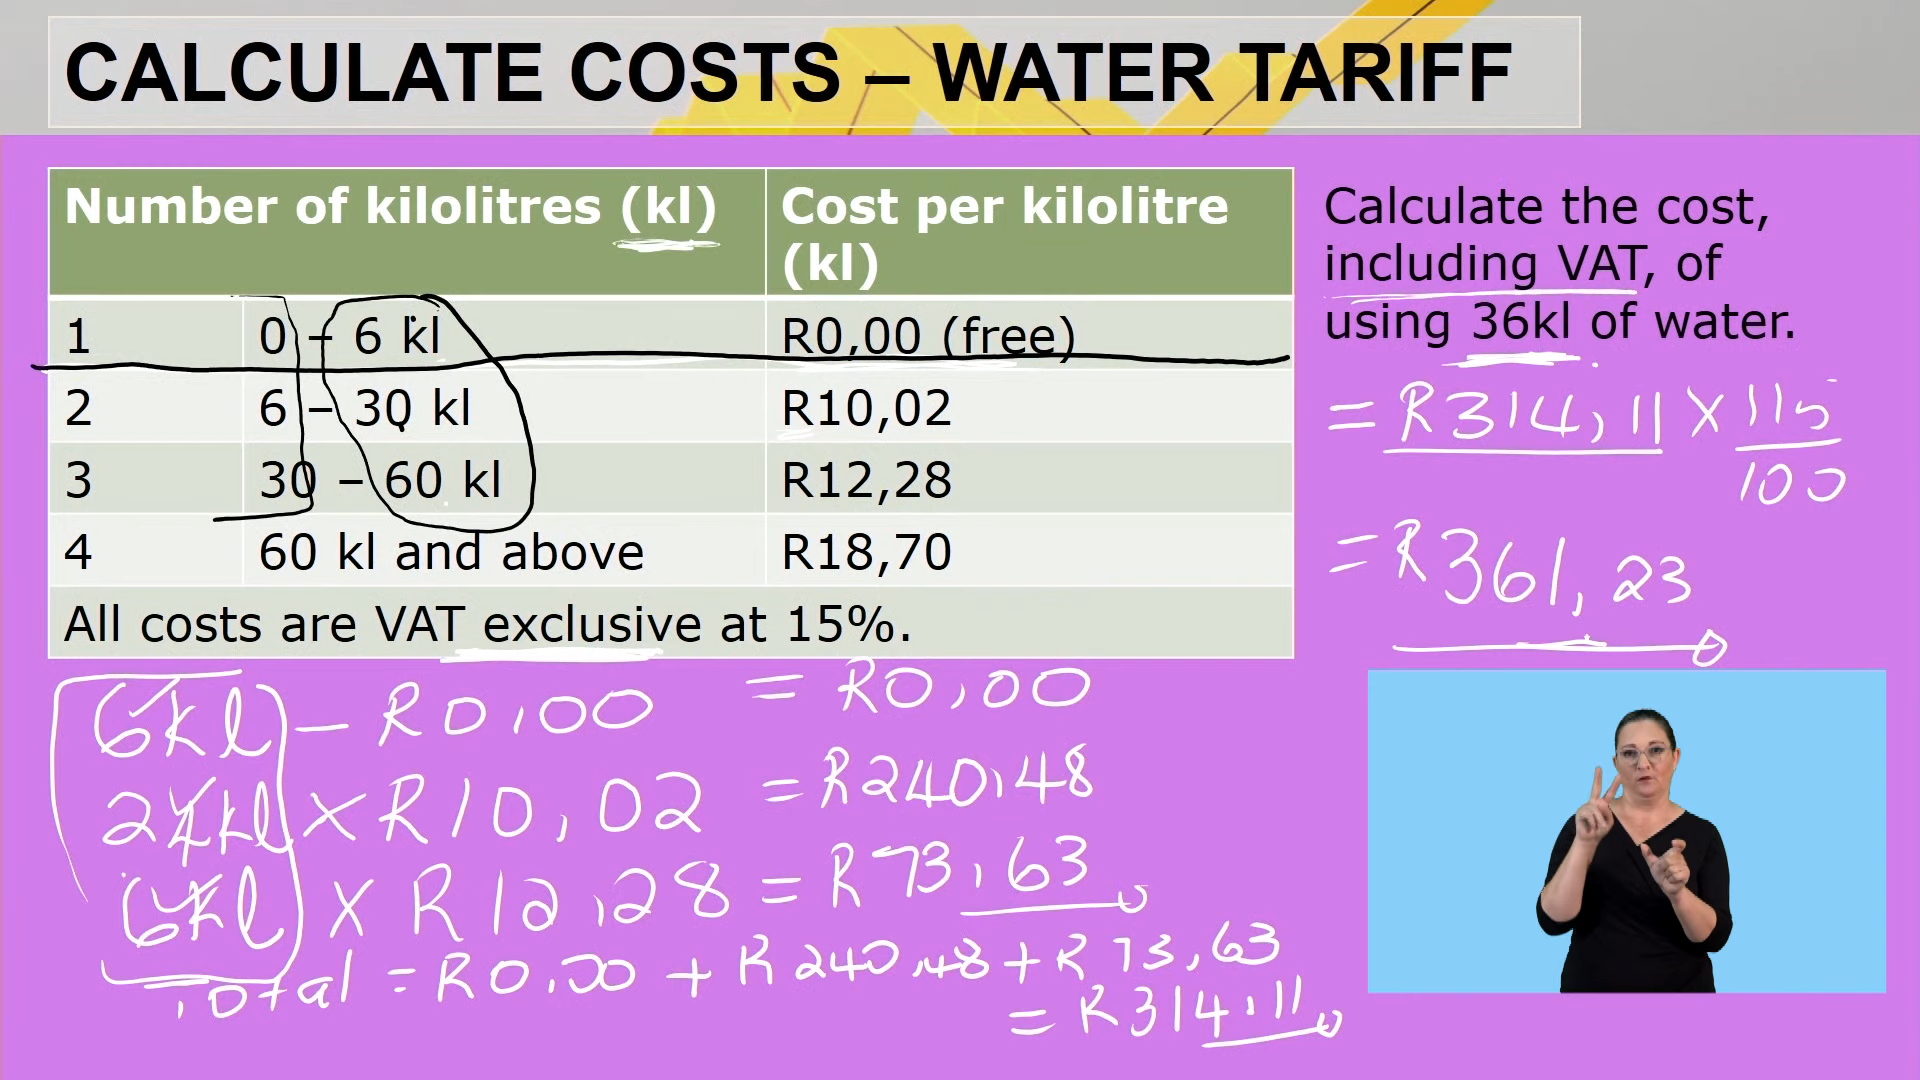 CALCULATE COSTS – WATER TARIFF
Number of kilolitres (kl) Cost per kilolitre (kl)
1 0 – 6 kl R0,00 (free)
2 6 – 30 kl R10,02
3 30 – 60 kl R12,28
4 60 kl and above R18,70
All costs are VAT exclusive at 15%.
Calculate the cost,
including VAT, of
using 36kl of water.
= R314,11 x 115
100
= R361,23
6kl – R0,00 = R0,00
24kl x R10,02 = R240,48
6kl x R12,28 = R73,63
Total = R0,00 + R240,48 + R73,63
= R314,11